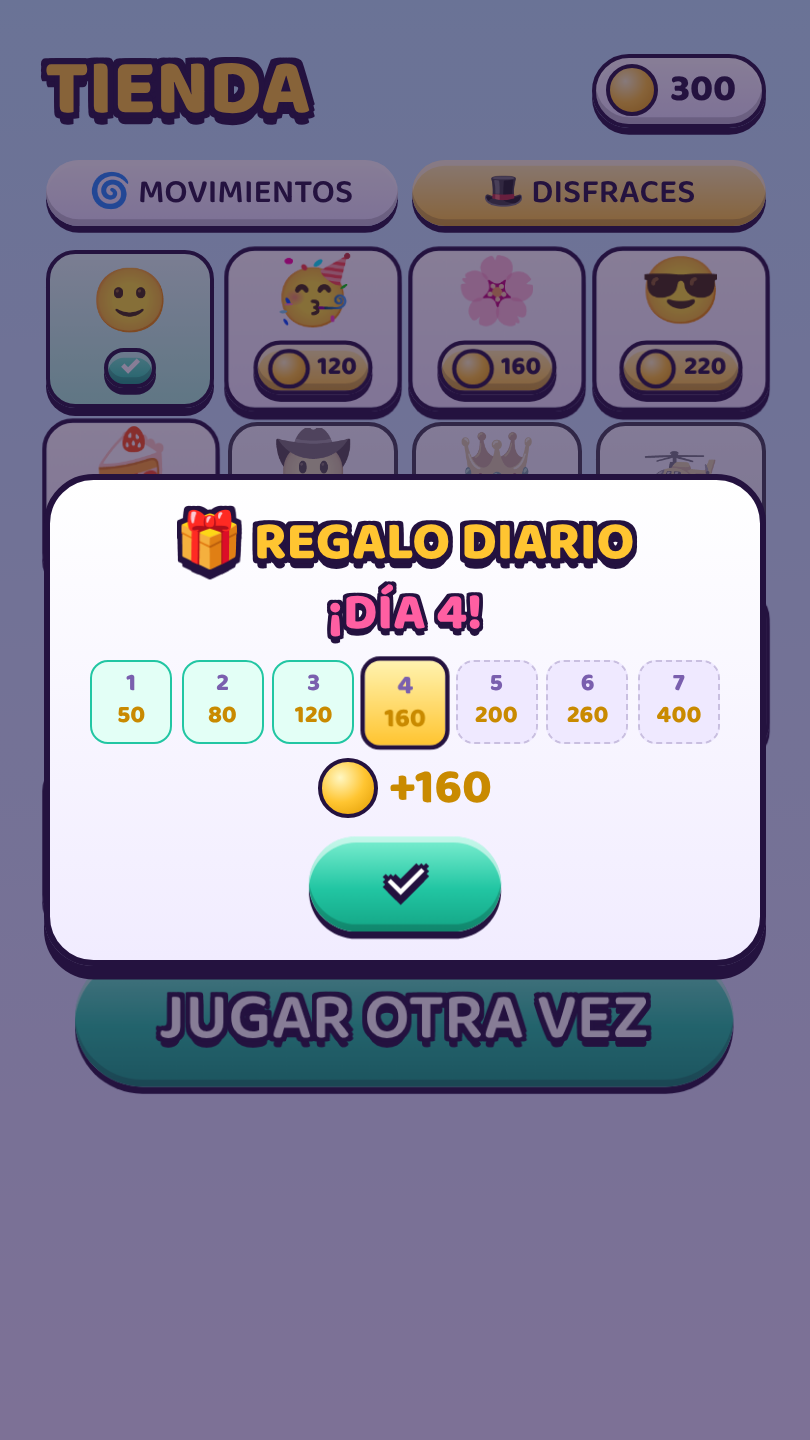 TIENDA
300
MOVIMIENTOS
DISFRACES
120
160
220
REGALO DIARIO
¡DÍA 4!
1 2 3 4 5 6 7
50 80 120 160 200 260 400
+160
JUGAR OTRA VEZ